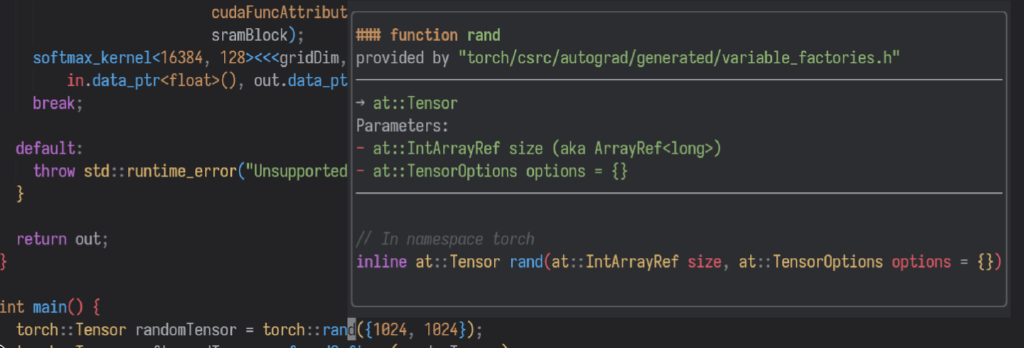 cudaFuncAttribut
sramBlock);
softmax_kernel<16384, 128><<<gridDim,
in.data_ptr<float>(), out.data_pt
break;
default:
throw std::runtime_error("Unsupported
}
return out;
}
int main() {
torch::Tensor randomTensor = torch::rand({1024, 1024});
### function rand
provided by "torch/csrc/autograd/generated/variable_factories.h"
→ at::Tensor
Parameters:
- at::IntArrayRef size (aka ArrayRef<long>)
- at::TensorOptions options = {}
// In namespace torch
inline at::Tensor rand(at::IntArrayRef size, at::TensorOptions options = {})